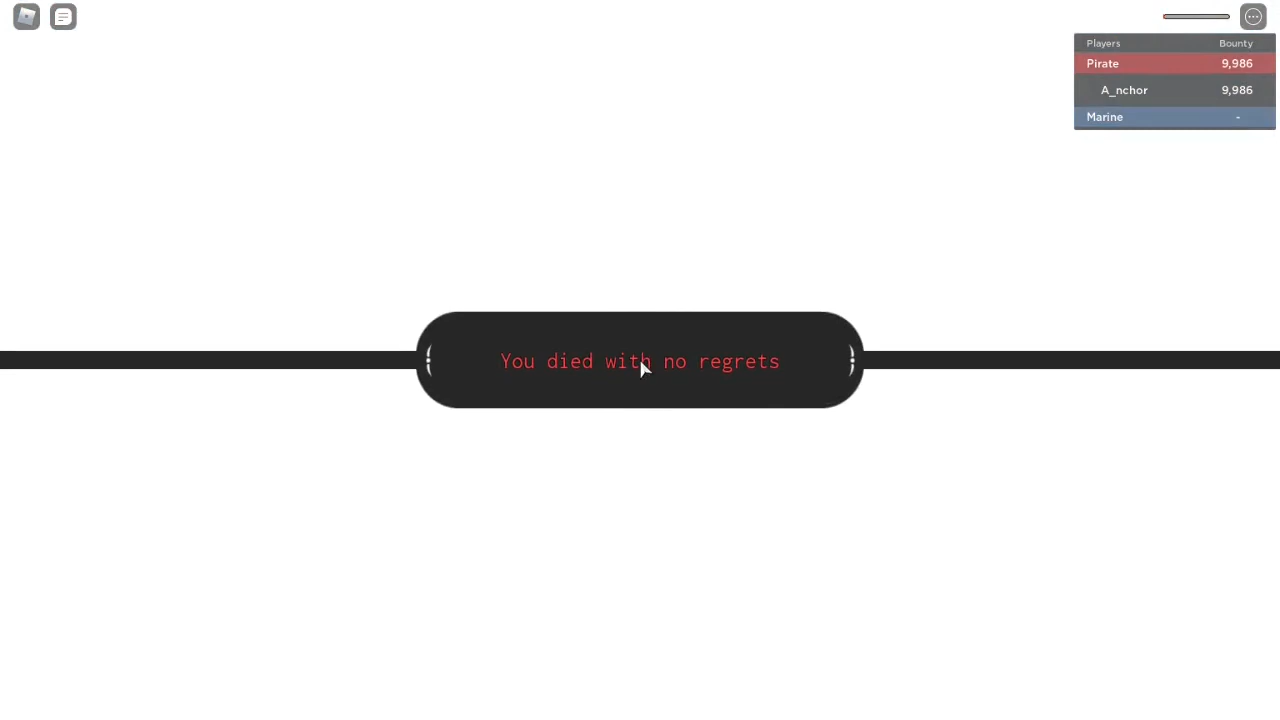 Players Bounty
Pirate 9,986
A_nchor 9,986
Marine -
You died with no regrets